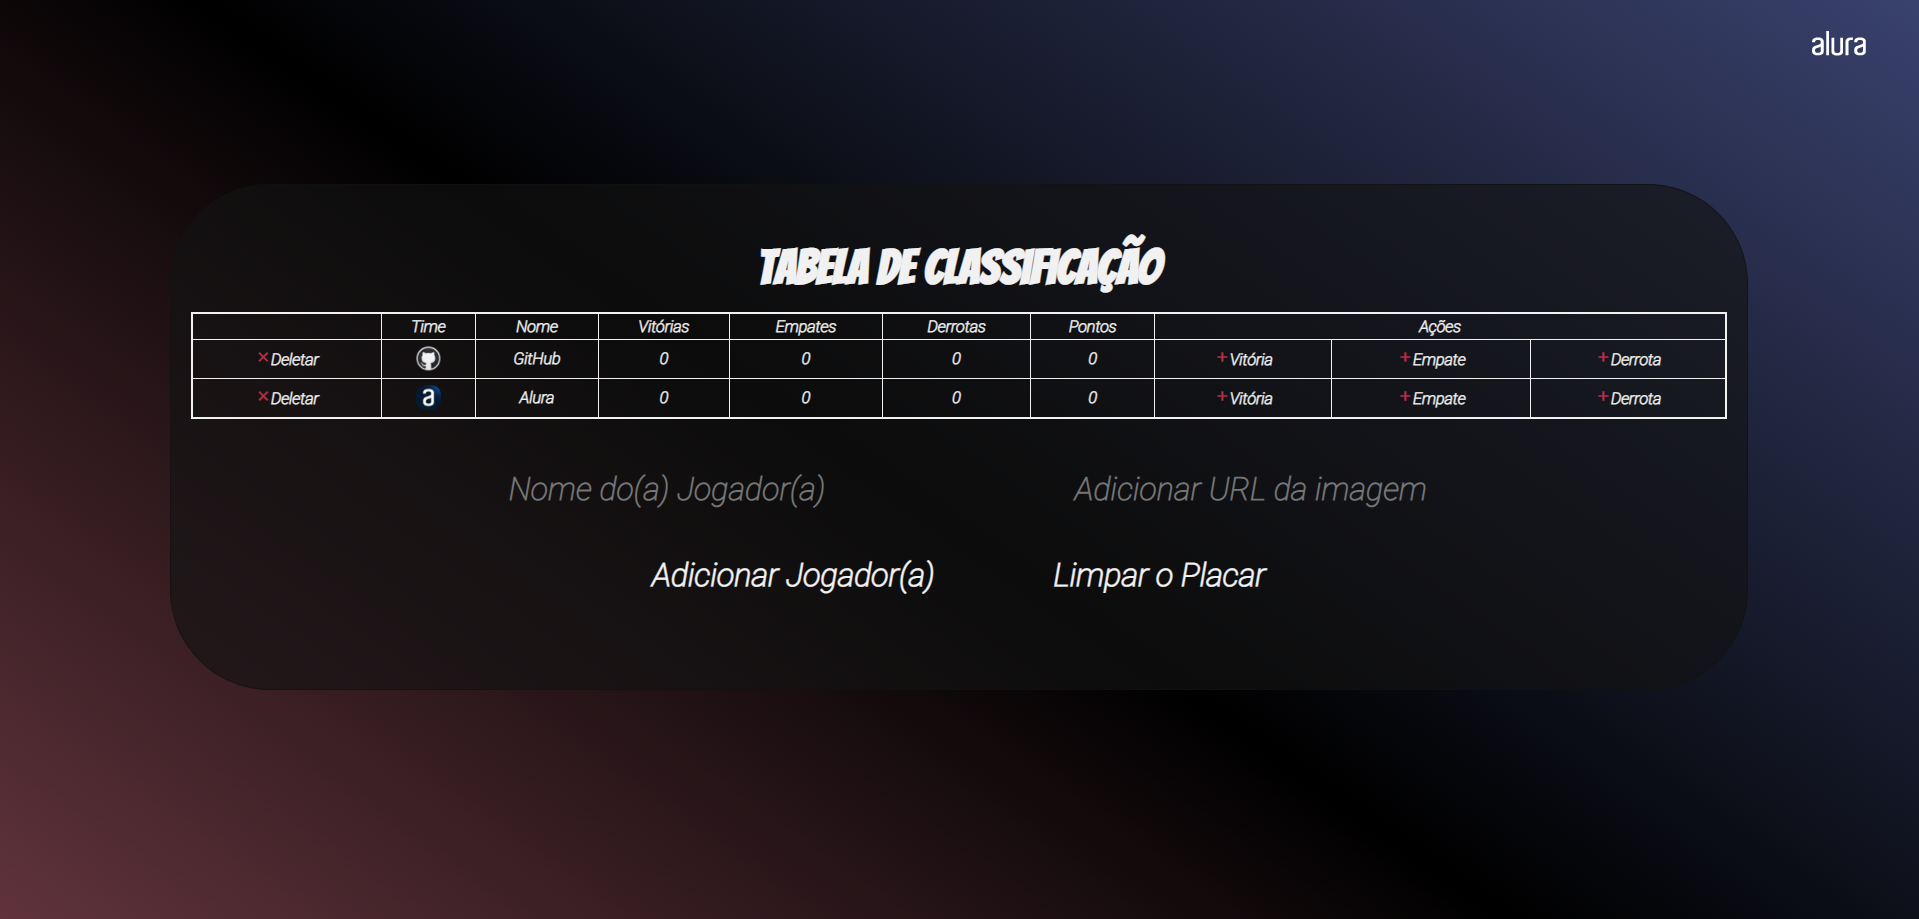 alura
TABELA DE CLASSIFICAÇÃO
Time Nome Vitórias Empates Derrotas Pontos Ações
×Deletar GitHub 0 0 0 0 +Vitória +Empate +Derrota
×Deletar a Alura 0 0 0 0 +Vitória +Empate +Derrota
Nome do(a) Jogador(a) Adicionar URL da imagem
Adicionar Jogador(a) Limpar o Placar